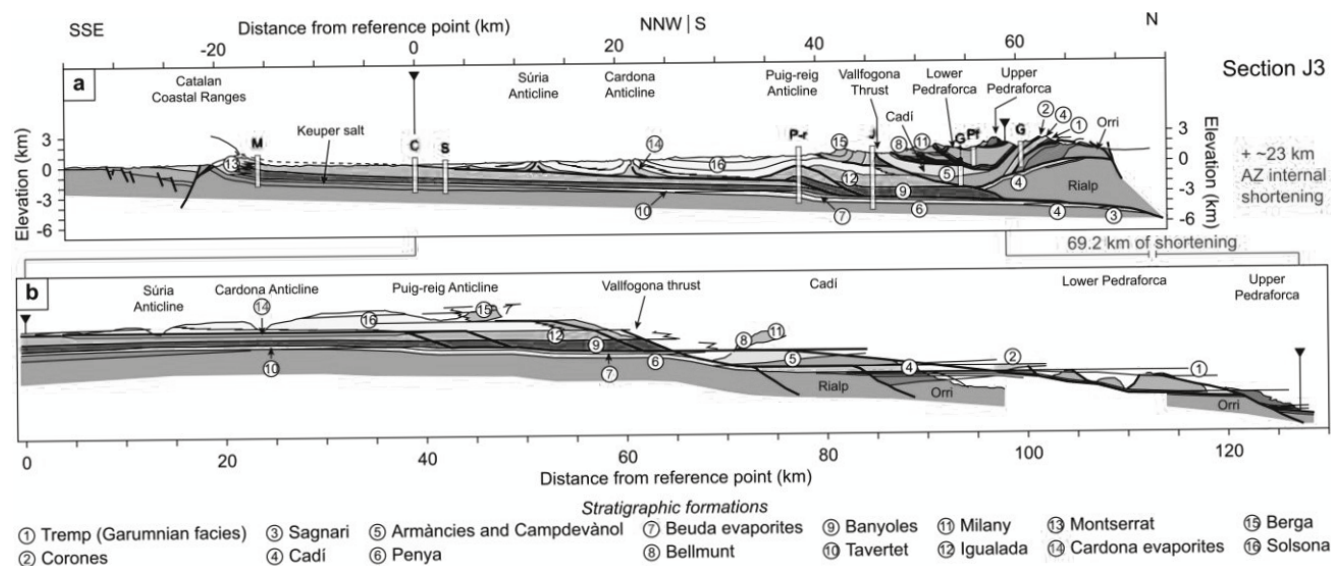 SSE Distance from reference point (km) NNW | S N
-20 0 20 40 60
Section J3
a
Catalan Coastal Ranges
Súria Anticline
Cardona Anticline
Puig-reig Anticline
Vallfogona Thrust
Lower Pedraforca
Upper Pedraforca
Cadí
Keuper salt
M C S P-r J G Pf G
2 4 1 Orri
13 14 16 15 8 11 12 9 5 4 Rialp
10 7 6 4 3
Elevation (km)
3 0 -3 -6
3 0 -3 -6
Elevation (km)
+ ~23 km
AZ internal
shortening
69.2 km of shortening
b
Súria Anticline
Cardona Anticline
Puig-reig Anticline
Vallfogona thrust
Cadí
Lower Pedraforca
Upper Pedraforca
14 16 15 12 9 8 11 5 4 2 1
10 7 6 Rialp Orri Orri
0 20 40 60 80 100 120
Distance from reference point (km)
Stratigraphic formations
1 Tremp (Garumnian facies) 3 Sagnari 5 Armàncies and Campdevànol 7 Beuda evaporites 9 Banyoles 11 Milany 13 Montserrat 15 Berga
2 Corones 4 Cadí 6 Penya 8 Bellmunt 10 Tavertet 12 Igualada 14 Cardona evaporites 16 Solsona